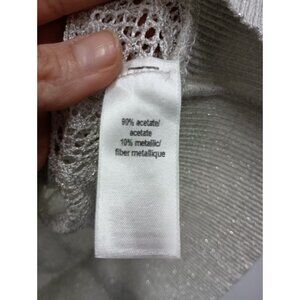 90% acetate/
acetate
10% metallic/
fiber metallique